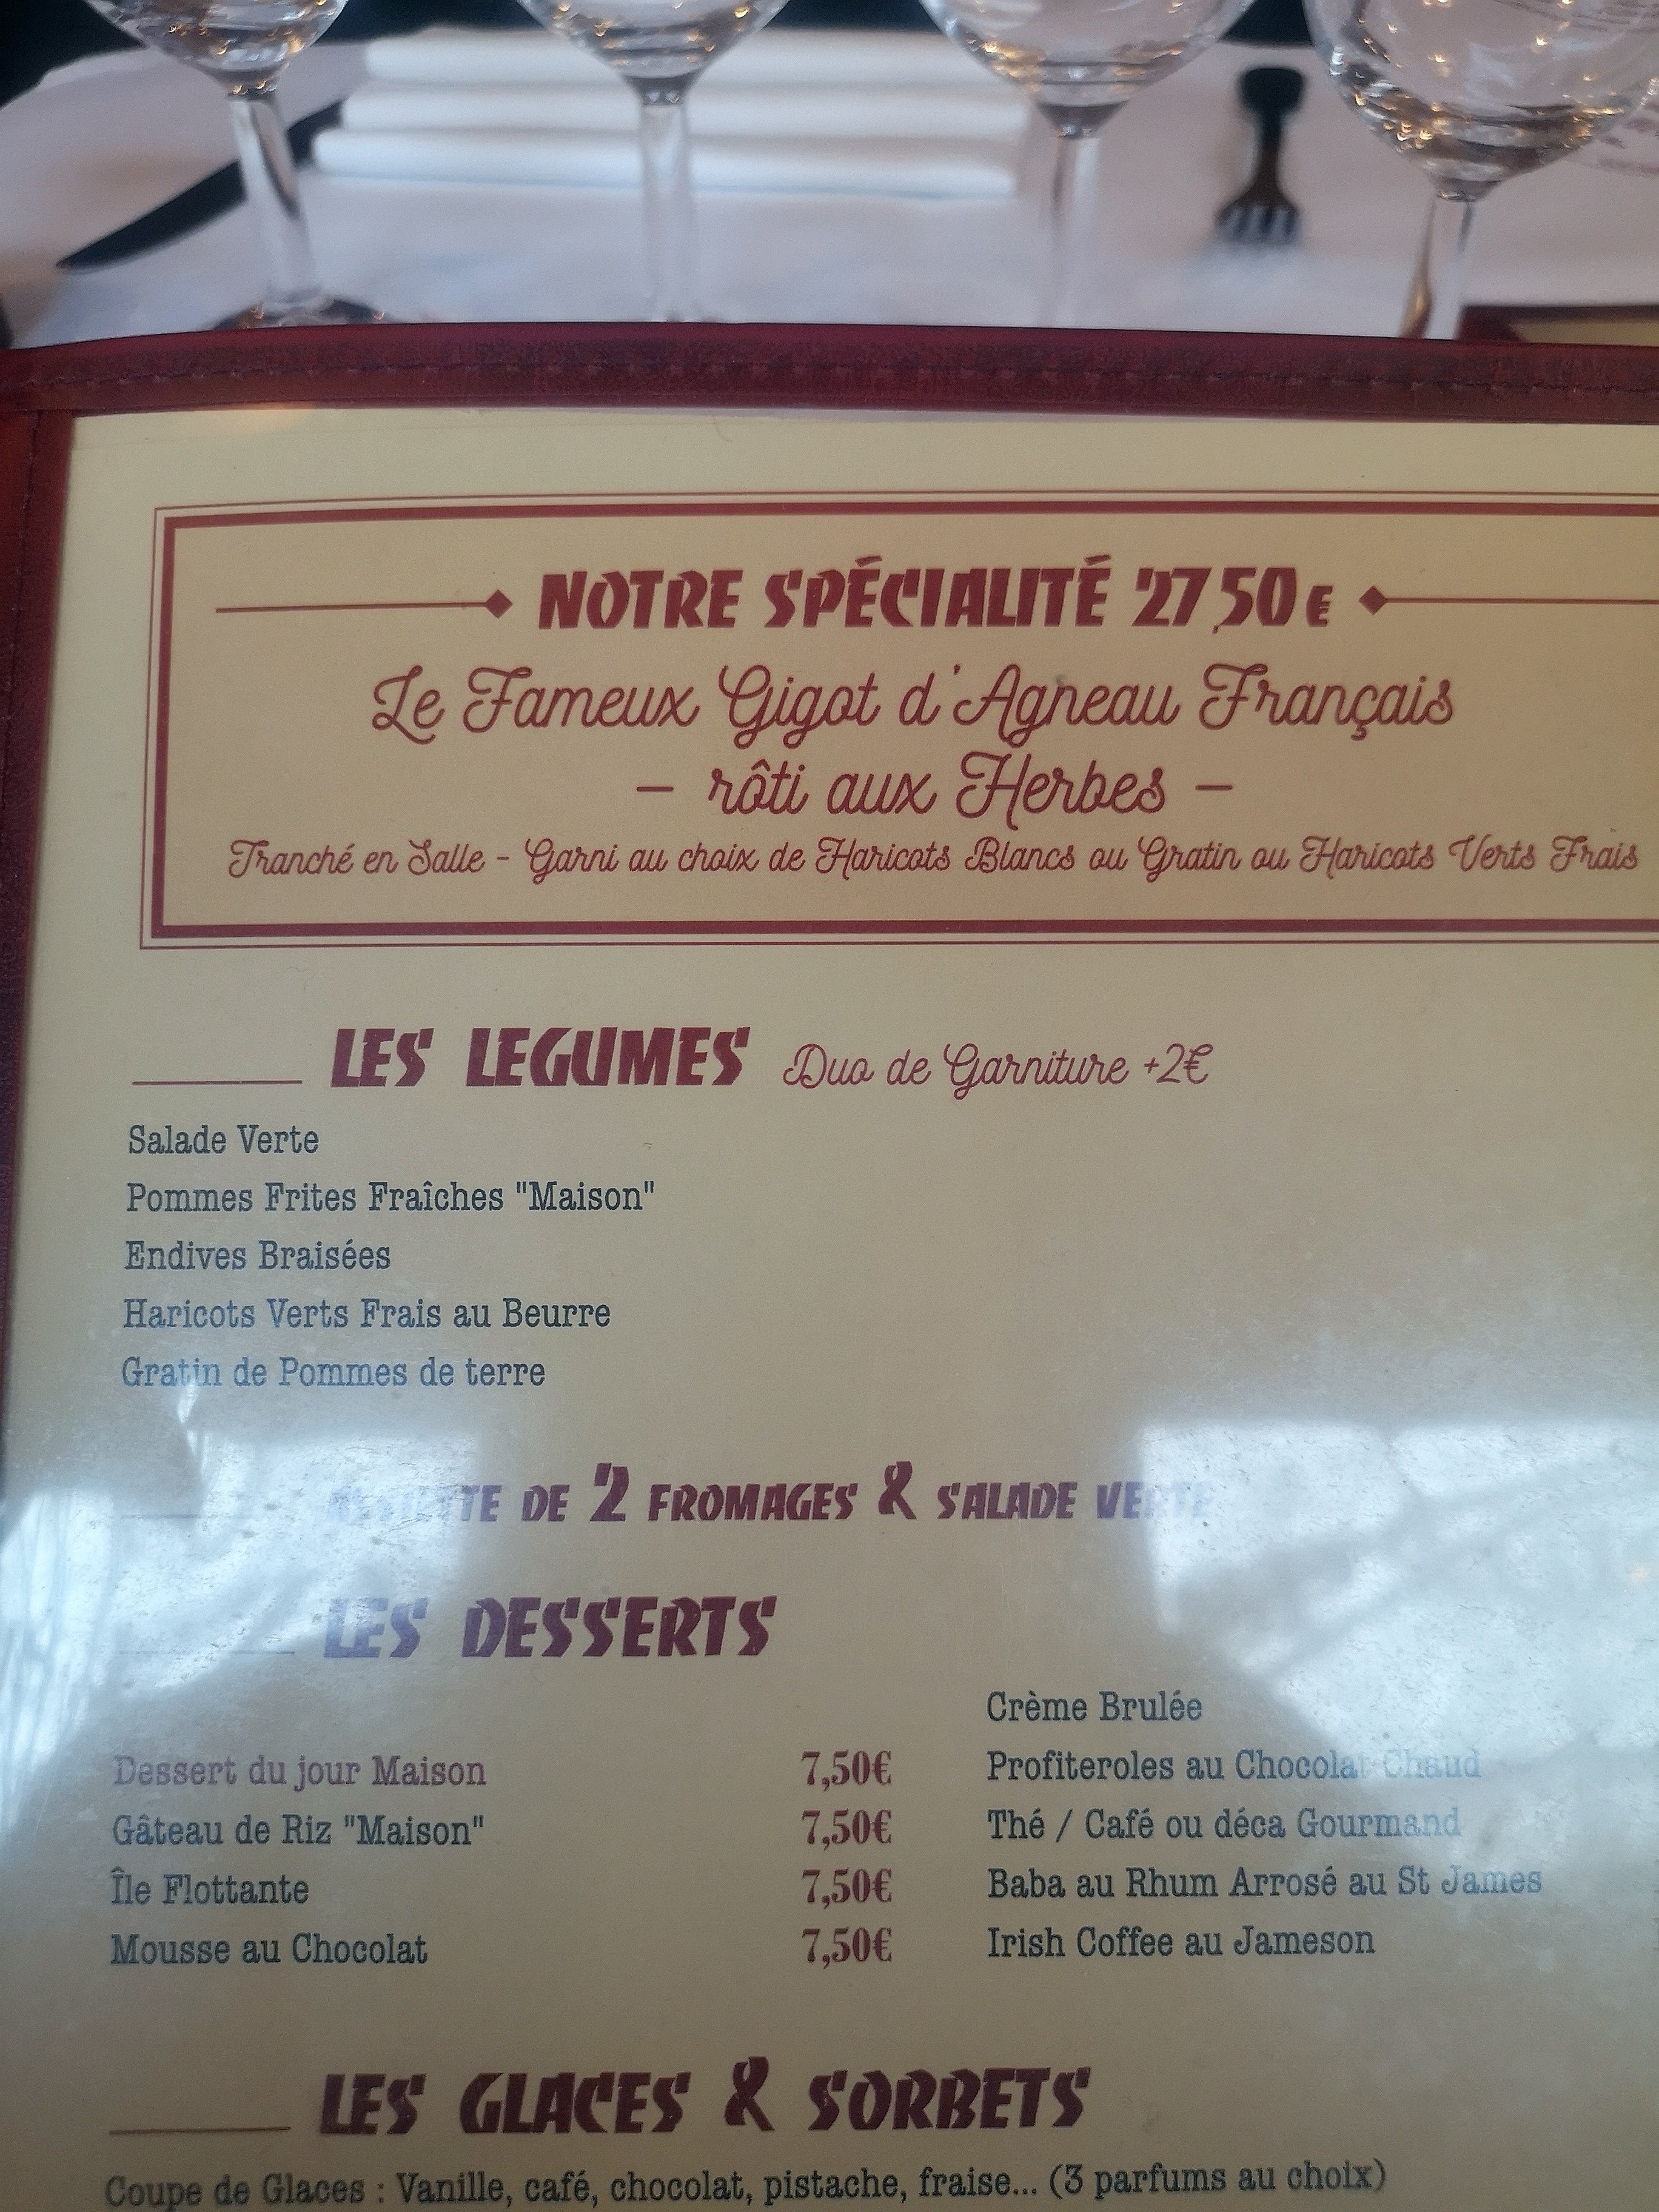 NOTRE SPÉCIALITÉ 27,50€
Le Fameux Gigot d'Agneau Français
- rôti aux Herbes -
Tranché en Salle - Garni au choix de Haricots Blancs ou Gratin ou Haricots Verts Frais
LES LEGUMES Duo de Garniture +2€
Salade Verte
Pommes Frites Fraîches "Maison"
Endives Braisées
Haricots Verts Frais au Beurre
Gratin de Pommes de terre
DE 2 FROMAGES & SALADE VERTE
LES DESSERTS
Dessert du jour Maison 7,50€
Gâteau de Riz "Maison" 7,50€
Île Flottante 7,50€
Mousse au Chocolat 7,50€
Crème Brulée
Profiteroles au Chocolat Chaud
Thé / Café ou déca Gourmand
Baba au Rhum Arrosé au St James
Irish Coffee au Jameson
LES GLACES & SORBETS
Coupe de Glaces : Vanille, café, chocolat, pistache, fraise... (3 parfums au choix)